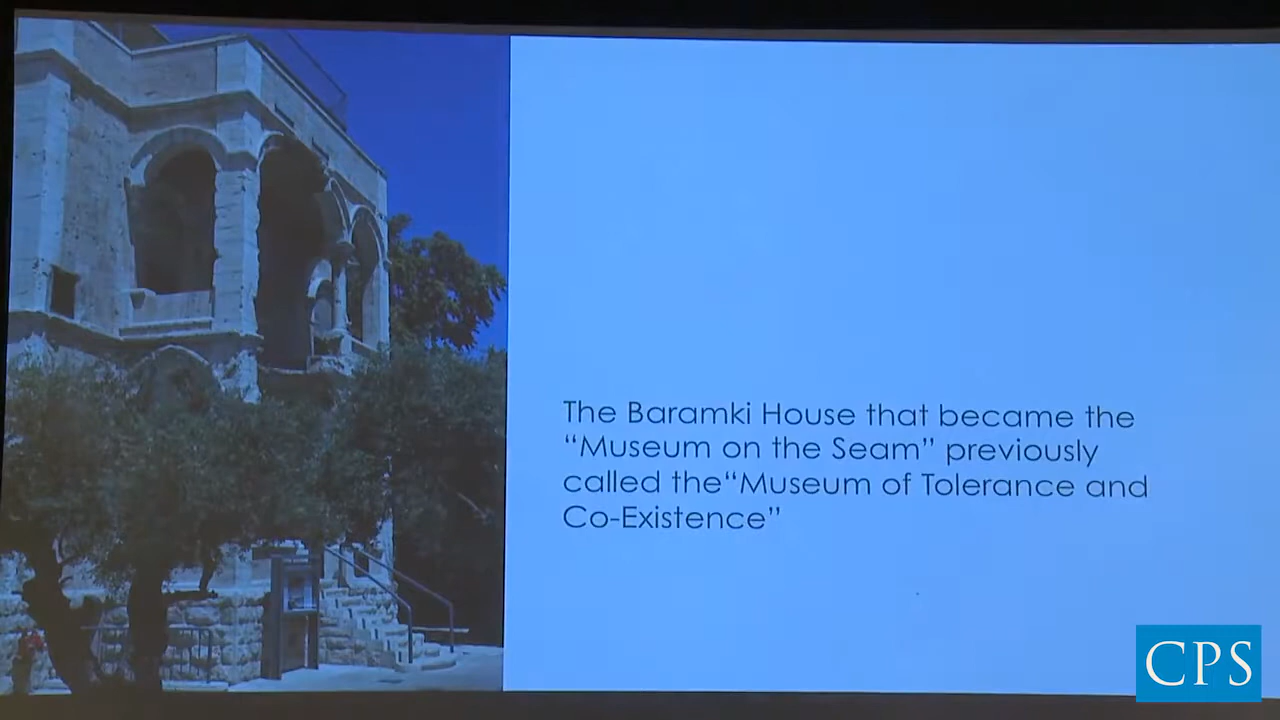 The Baramki House that became the
“Museum on the Seam” previously
called the“Museum of Tolerance and
Co-Existence”
CPS